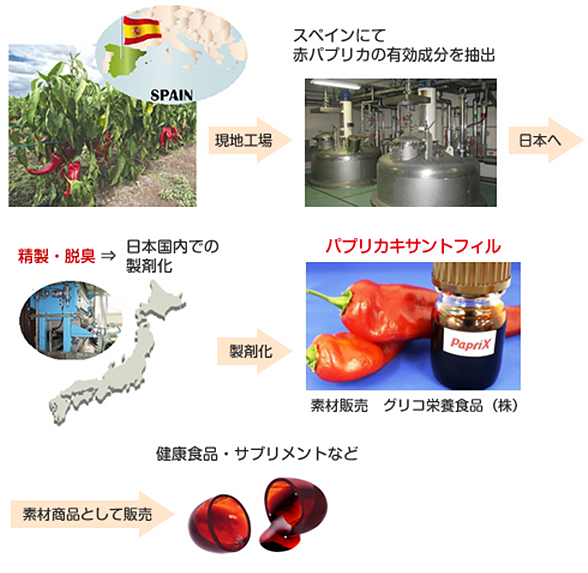 SPAIN
現地工場
スペインにて
赤パプリカの有効成分を抽出
日本へ
精製・脱臭 ⇒ 日本国内での
製剤化
製剤化
パプリカキサントフィル
PapriX
素材販売 グリコ栄養食品(株)
健康食品・サプリメントなど
素材商品として販売